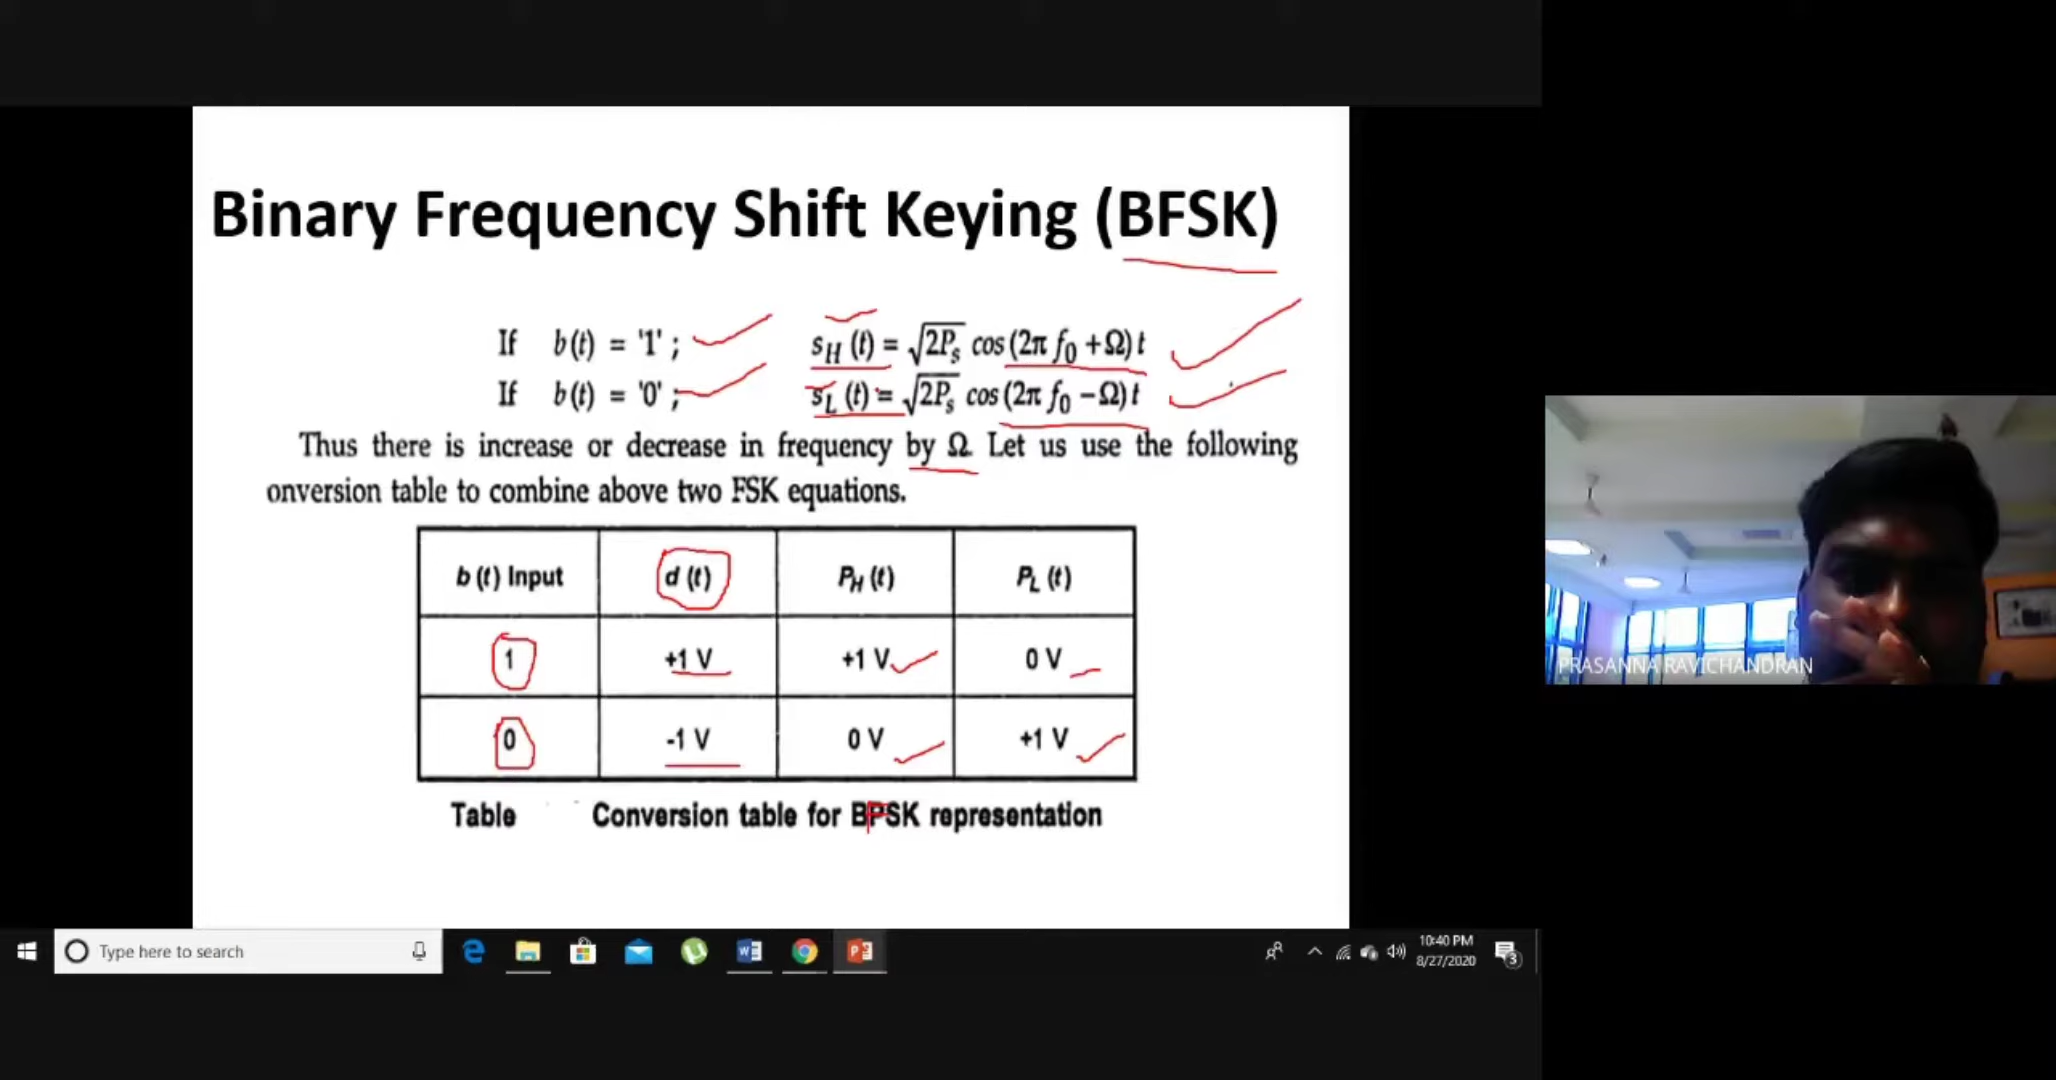 Binary Frequency Shift Keying (BFSK)
If b(t) = '1' ; s_H (t) = √2P_s cos (2π f_0 + Ω) t
If b(t) = '0' ; s_L (t) = √2P_s cos (2π f_0 − Ω) t
Thus there is increase or decrease in frequency by Ω. Let us use the following
onversion table to combine above two FSK equations.
b (t) Input d (t) P_H (t) P_L (t)
1 +1 V +1 V 0 V
0 -1 V 0 V +1 V
Table Conversion table for BPSK representation
PRASANNA RAVICHANDRAN
Type here to search
10:40 PM
8/27/2020
3